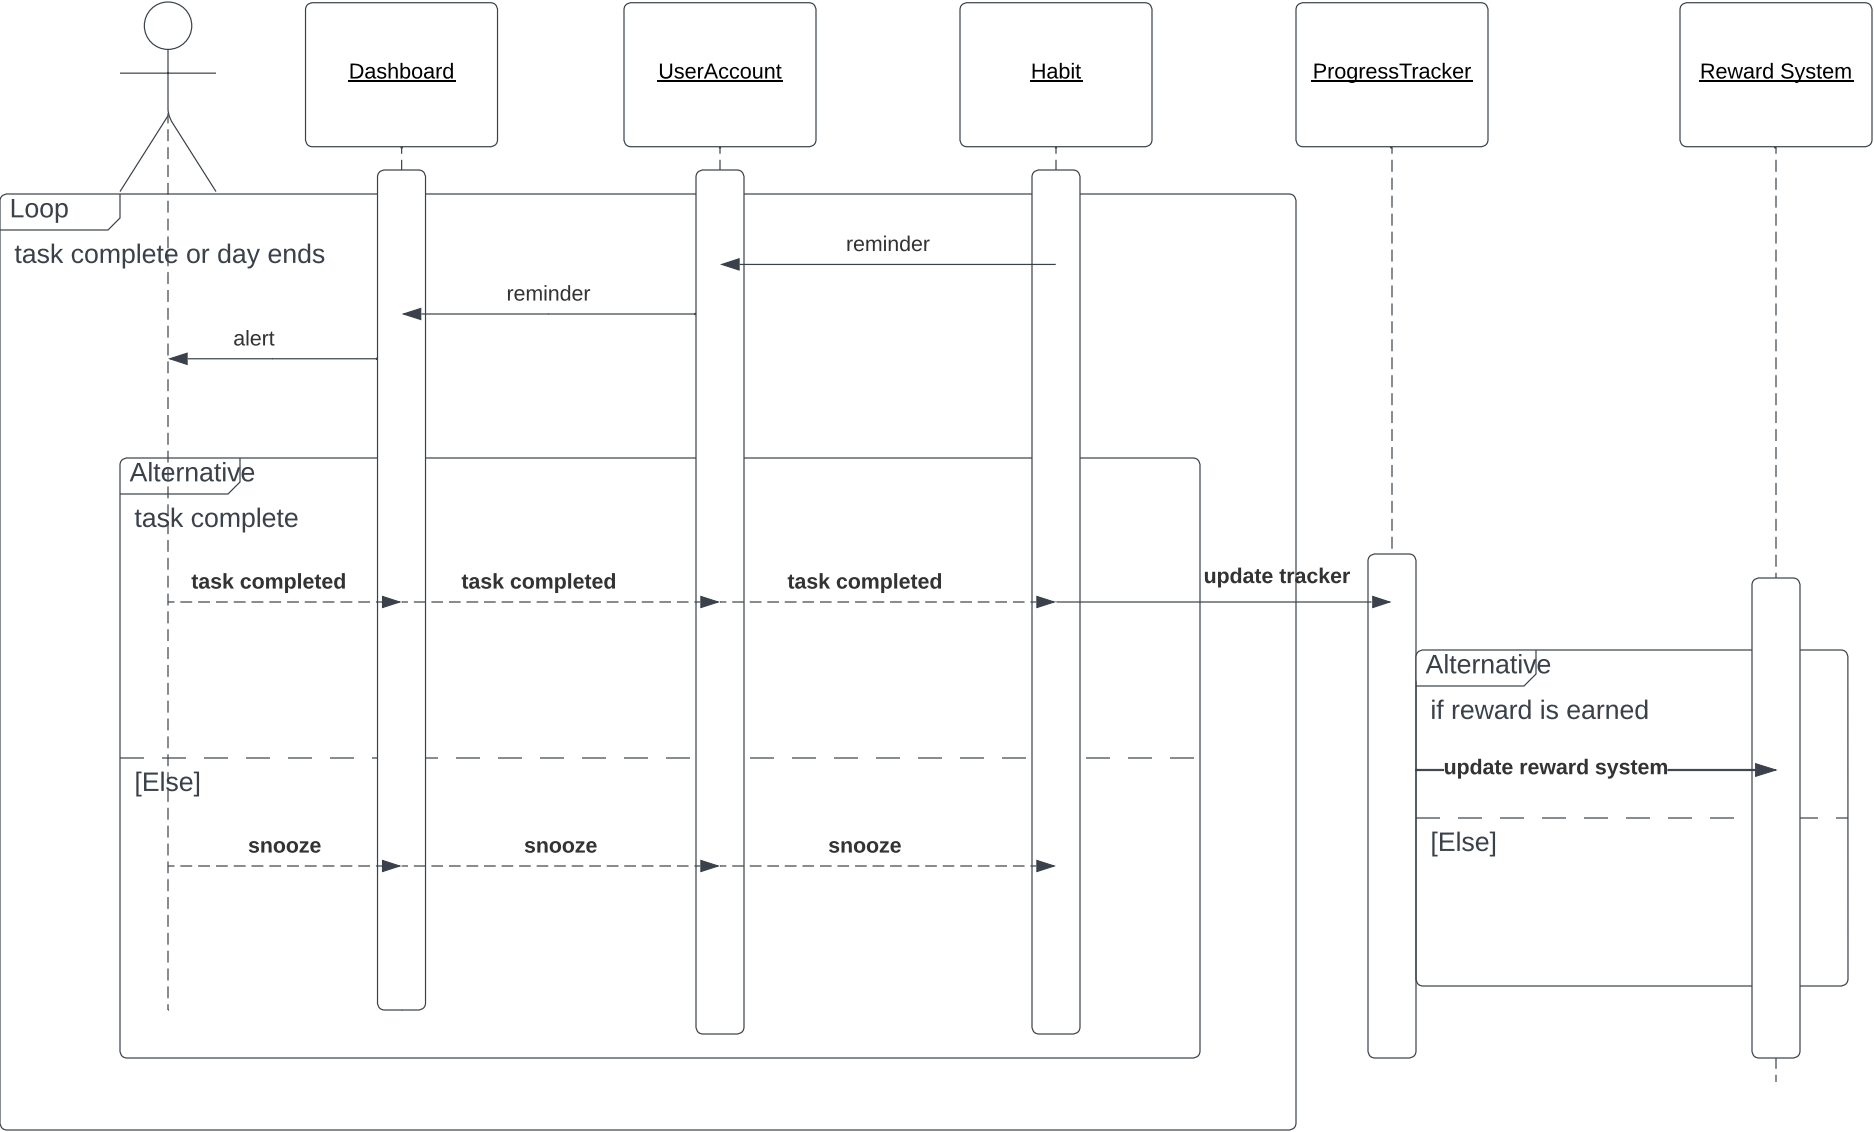 Dashboard
UserAccount
Habit
ProgressTracker
Reward System
Loop
task complete or day ends
reminder
reminder
alert
Alternative
task complete
task completed
task completed
task completed
update tracker
Alternative
if reward is earned
update reward system
[Else]
[Else]
snooze
snooze
snooze